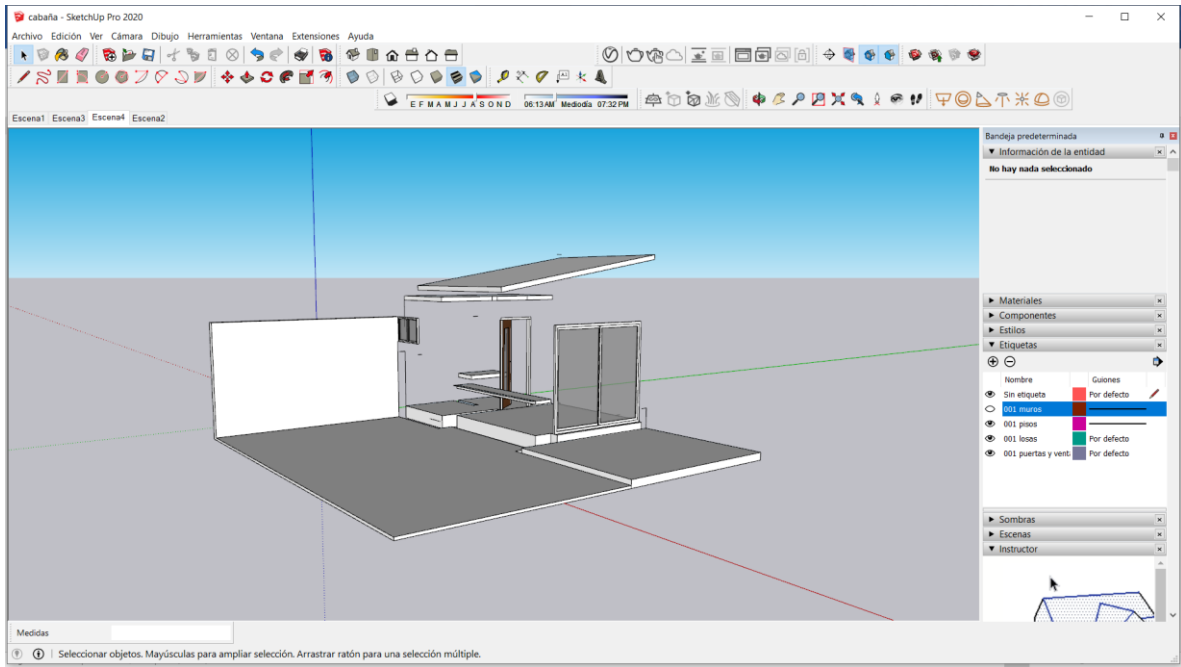 cabaña - SketchUp Pro 2020
Archivo Edición Ver Cámara Dibujo Herramientas Ventana Extensiones Ayuda
E F M A M J J A S O N D 06:13 AM Mediodía 07:32 PM
Escena1 Escena3 Escena4 Escena2
Bandeja predeterminada
Información de la entidad
No hay nada seleccionado
Materiales
Componentes
Estilos
Etiquetas
Nombre Guiones
Sin etiqueta Por defecto
001 muros
001 pisos
001 losas Por defecto
001 puertas y vent Por defecto
Sombras
Escenas
Instructor
Medidas
Seleccionar objetos. Mayúsculas para ampliar selección. Arrastrar ratón para una selección múltiple.